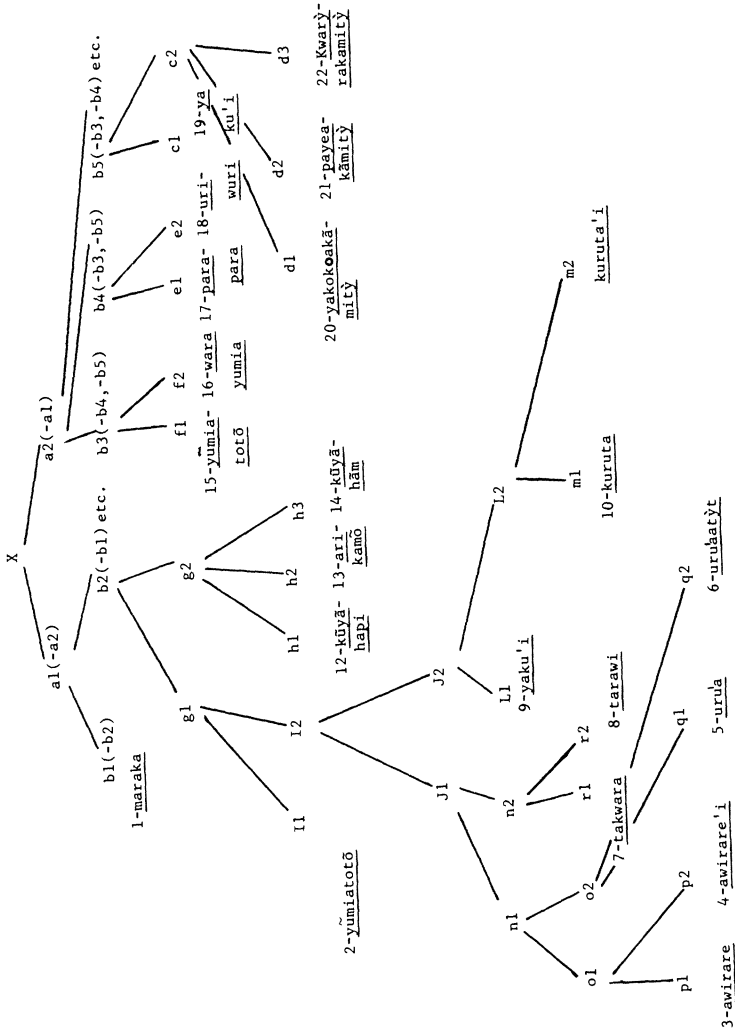 X
a1(-a2) a2(-a1)
b1(-b2) b2(-b1) etc. b3(-b4,-b5) b4(-b3,-b5) b5(-b3,-b4) etc.
1-maraka
g1 g2 f1 f2 e1 e2 c1 c2
15-yũmia- 16-wara 17-para- 18-uri- 19-ya
totõ yumia para wuri ku'i
I1 I2 h1 h2 h3 d1 d2 d3
12-kũyã- 13-ari- 14-kũyã-
hapi kamõ hãm
20-yakokoakã- 21-payea- 22-Kwarỳ-
mitỳ kãmitỳ rakamitỳ
2-yũmiatotõ
J1 J2
n1 n2 L1 L2
9-yaku'i
o1 o2 r1 r2 m1 m2
7-takwara 8-tarawi 10-kuruta kuruta'i
p1 p2 q1 q2
3-awirare 4-awirare'i 5-uru'a 6-uru'aatỳt